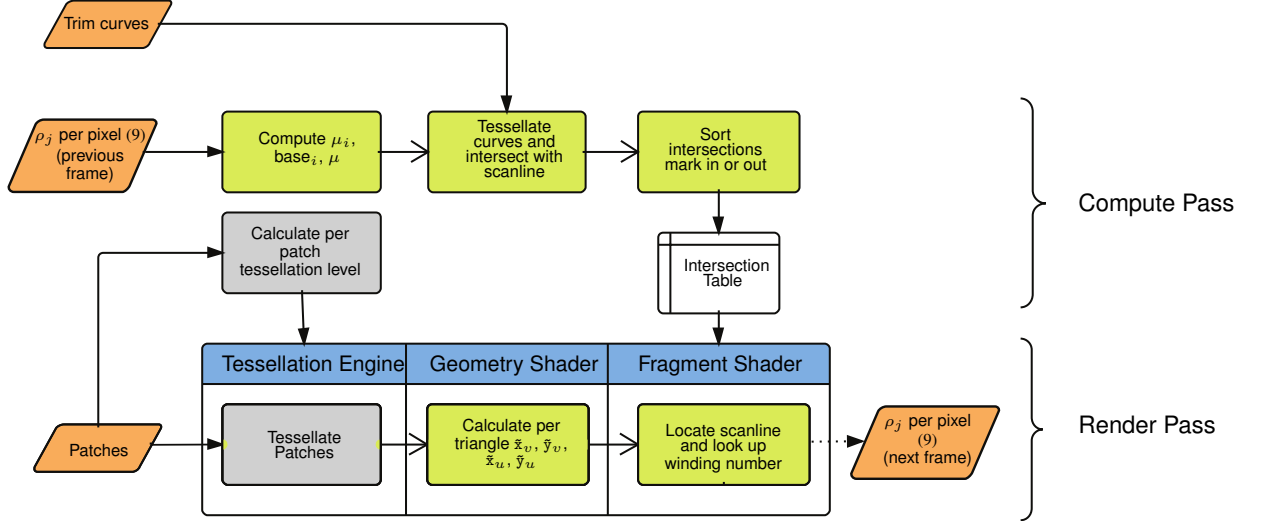 Trim curves
ρⱼ per pixel (9)
(previous
frame)
Compute μᵢ,
baseᵢ, μ
Tessellate
curves and
intersect with
scanline
Sort
intersections
mark in or out
Compute Pass
Calculate per
patch
tessellation level
Intersection
Table
Tessellation Engine
Geometry Shader
Fragment Shader
Patches
Tessellate
Patches
Calculate per
triangle x̃ᵥ, ỹᵥ,
x̃ᵤ, ỹᵤ
Locate scanline
and look up
winding number
ρⱼ per pixel
(9)
(next frame)
Render Pass